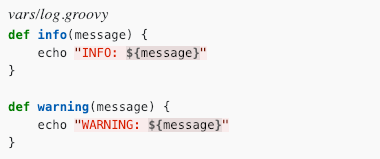 vars/log.groovy
def info(message) {
    echo "INFO: ${message}"
}

def warning(message) {
    echo "WARNING: ${message}"
}